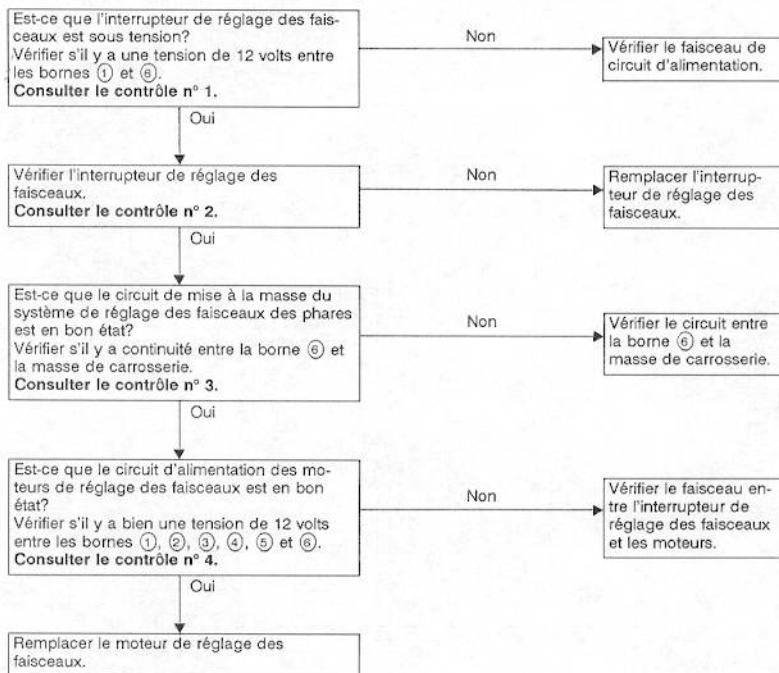 Est-ce que l'interrupteur de réglage des fais-
ceaux est sous tension?
Vérifier s'il y a une tension de 12 volts entre
les bornes ① et ⑥.
Consulter le contrôle n° 1.
Non
Vérifier le faisceau de
circuit d'alimentation.
Oui
Vérifier l'interrupteur de réglage des
faisceaux.
Consulter le contrôle n° 2.
Non
Remplacer l'interrup-
teur de réglage des
faisceaux.
Oui
Est-ce que le circuit de mise à la masse du
système de réglage des faisceaux des phares
est en bon état?
Vérifier s'il y a continuité entre la borne ⑥ et
la masse de carrosserie.
Consulter le contrôle n° 3.
Non
Vérifier le circuit entre
la borne ⑥ et la
masse de carrosserie.
Oui
Est-ce que le circuit d'alimentation des mo-
teurs de réglage des faisceaux est en bon
état?
Vérifier s'il y a bien une tension de 12 volts
entre les bornes ①, ②, ③, ④, ⑤ et ⑥.
Consulter le contrôle n° 4.
Non
Vérifier le faisceau en-
tre l'interrupteur de
réglage des faisceaux
et les moteurs.
Oui
Remplacer le moteur de réglage des
faisceaux.